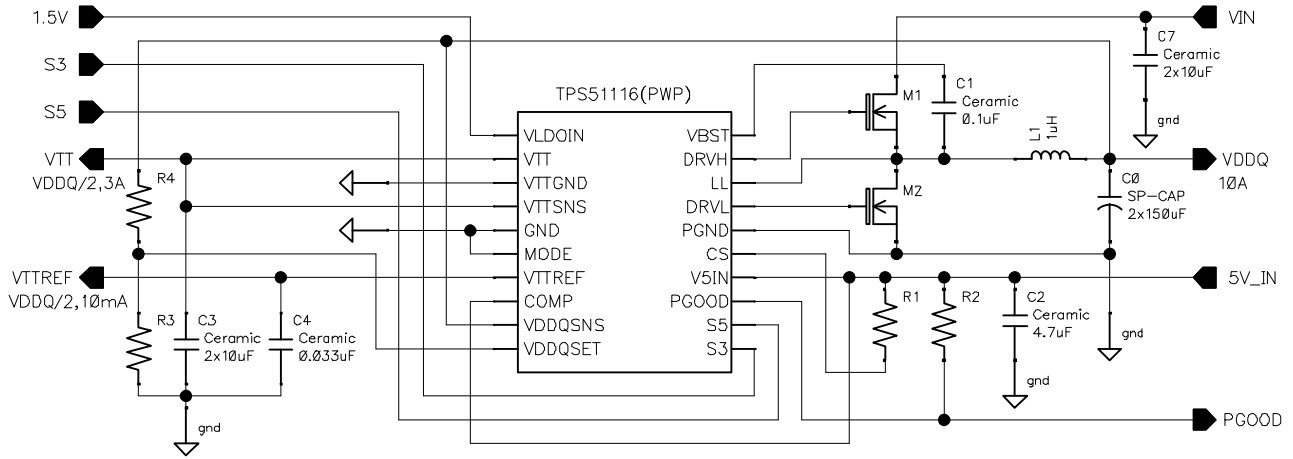 1.5V
S3
S5
VTT
VDDQ/2,3A
R4
VTTREF
VDDQ/2,10mA
R3
C3
Ceramic
2x10uF
C4
Ceramic
0.033uF
gnd
TPS51116(PWP)
VLDOIN
VTT
VTTGND
VTTSNS
GND
MODE
VTTREF
COMP
VDDQSNS
VDDQSET
VBST
DRVH
LL
DRVL
PGND
CS
V5IN
PGOOD
S5
S3
M1
M2
C1
Ceramic
0.1uF
L1
1uH
VIN
C7
Ceramic
2x10uF
gnd
VDDQ
10A
C0
SP-CAP
2x150uF
5V_IN
R1
R2
C2
Ceramic
4.7uF
gnd
gnd
PGOOD